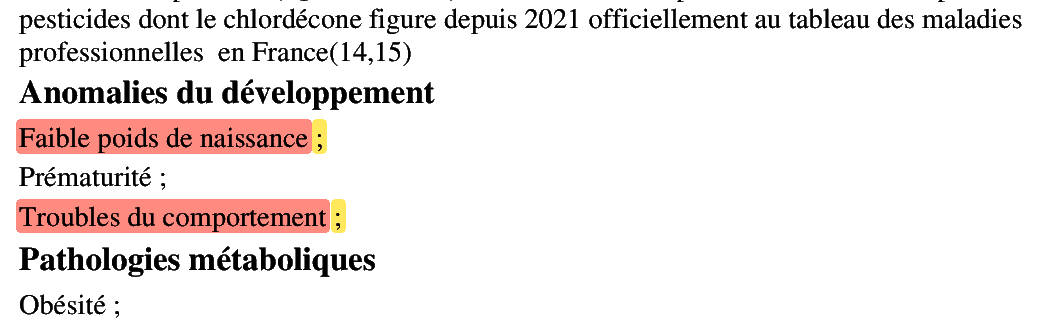 pesticides dont le chlordécone figure depuis 2021 officiellement au tableau des maladies
professionnelles  en France(14,15)
Anomalies du développement
Faible poids de naissance ;
Prématurité ;
Troubles du comportement ;
Pathologies métaboliques
Obésité ;